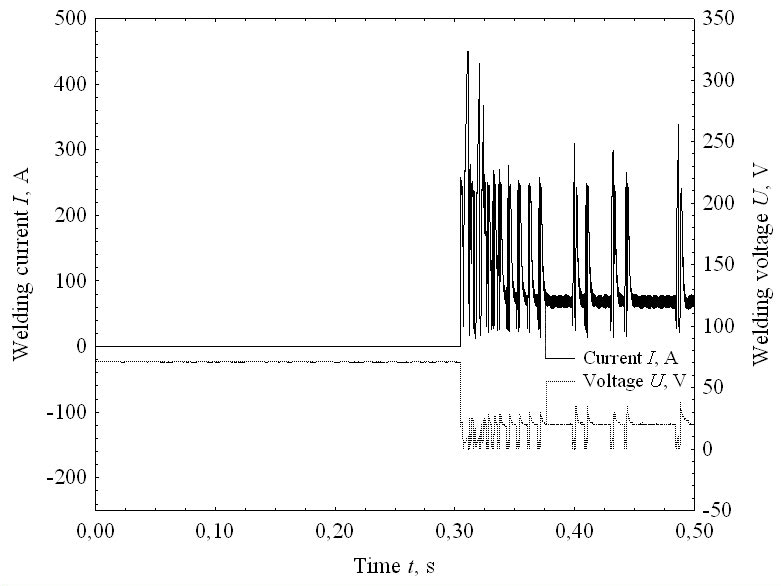 500
400
300
200
100
0
-100
-200
Welding current I, A
350
300
250
200
150
100
50
0
-50
Welding voltage U, V
Current I, A
Voltage U, V
0,00 0,10 0,20 0,30 0,40 0,50
Time t, s